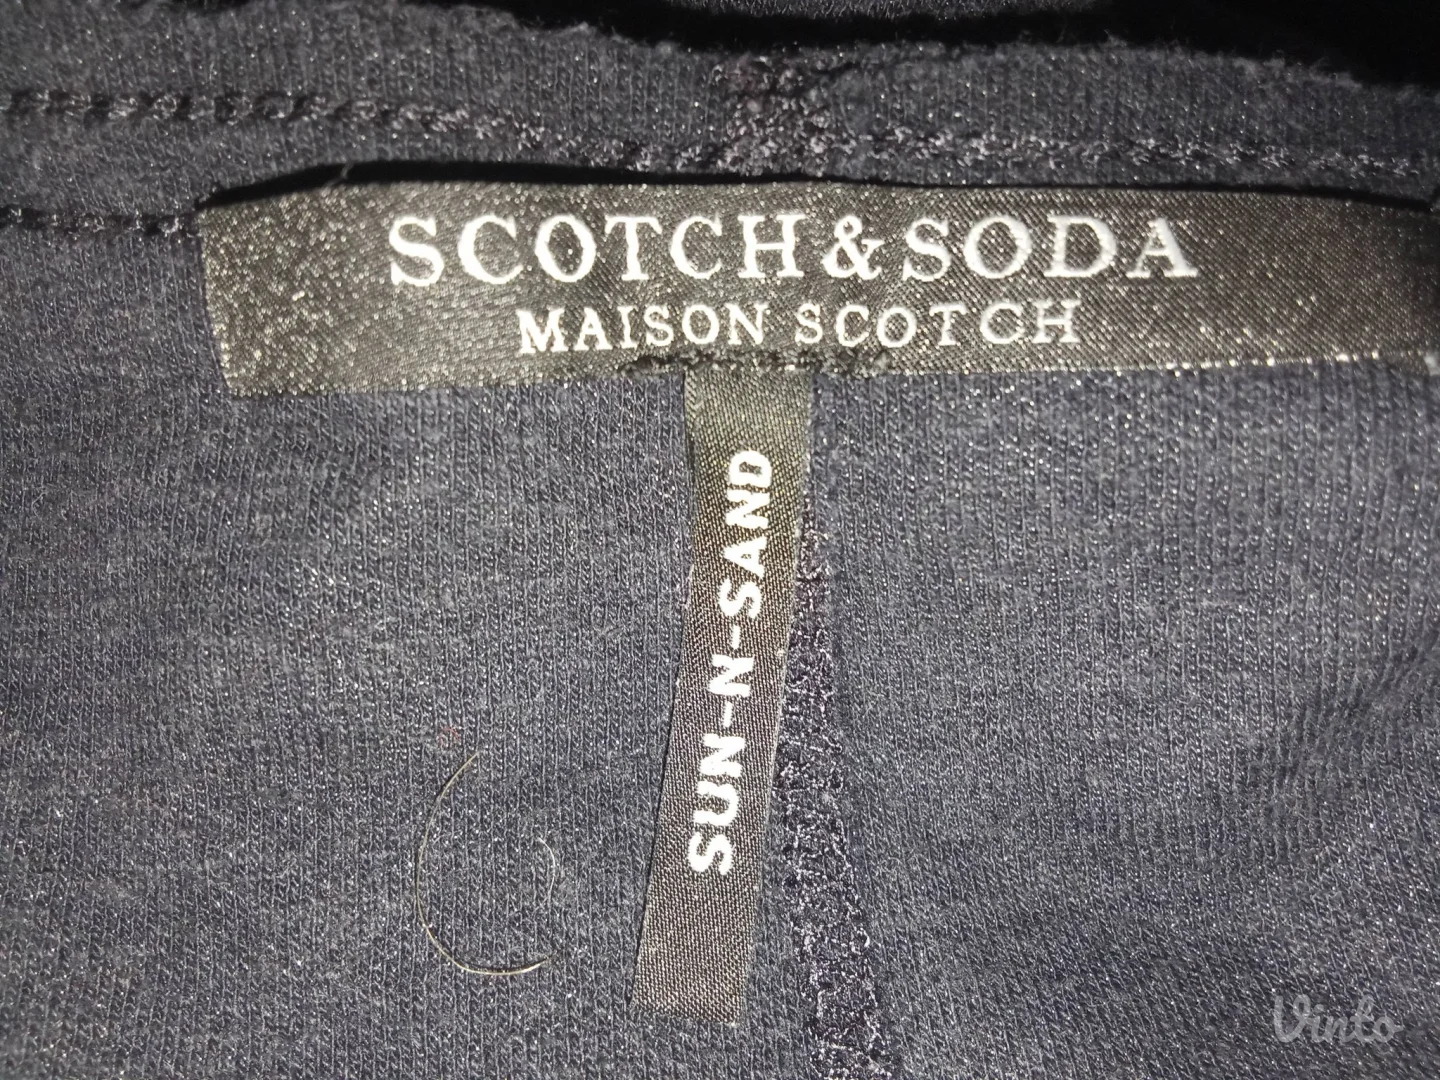 SCOTCH & SODA
MAISON SCOTCH
SUN-N-SAND
Vinto